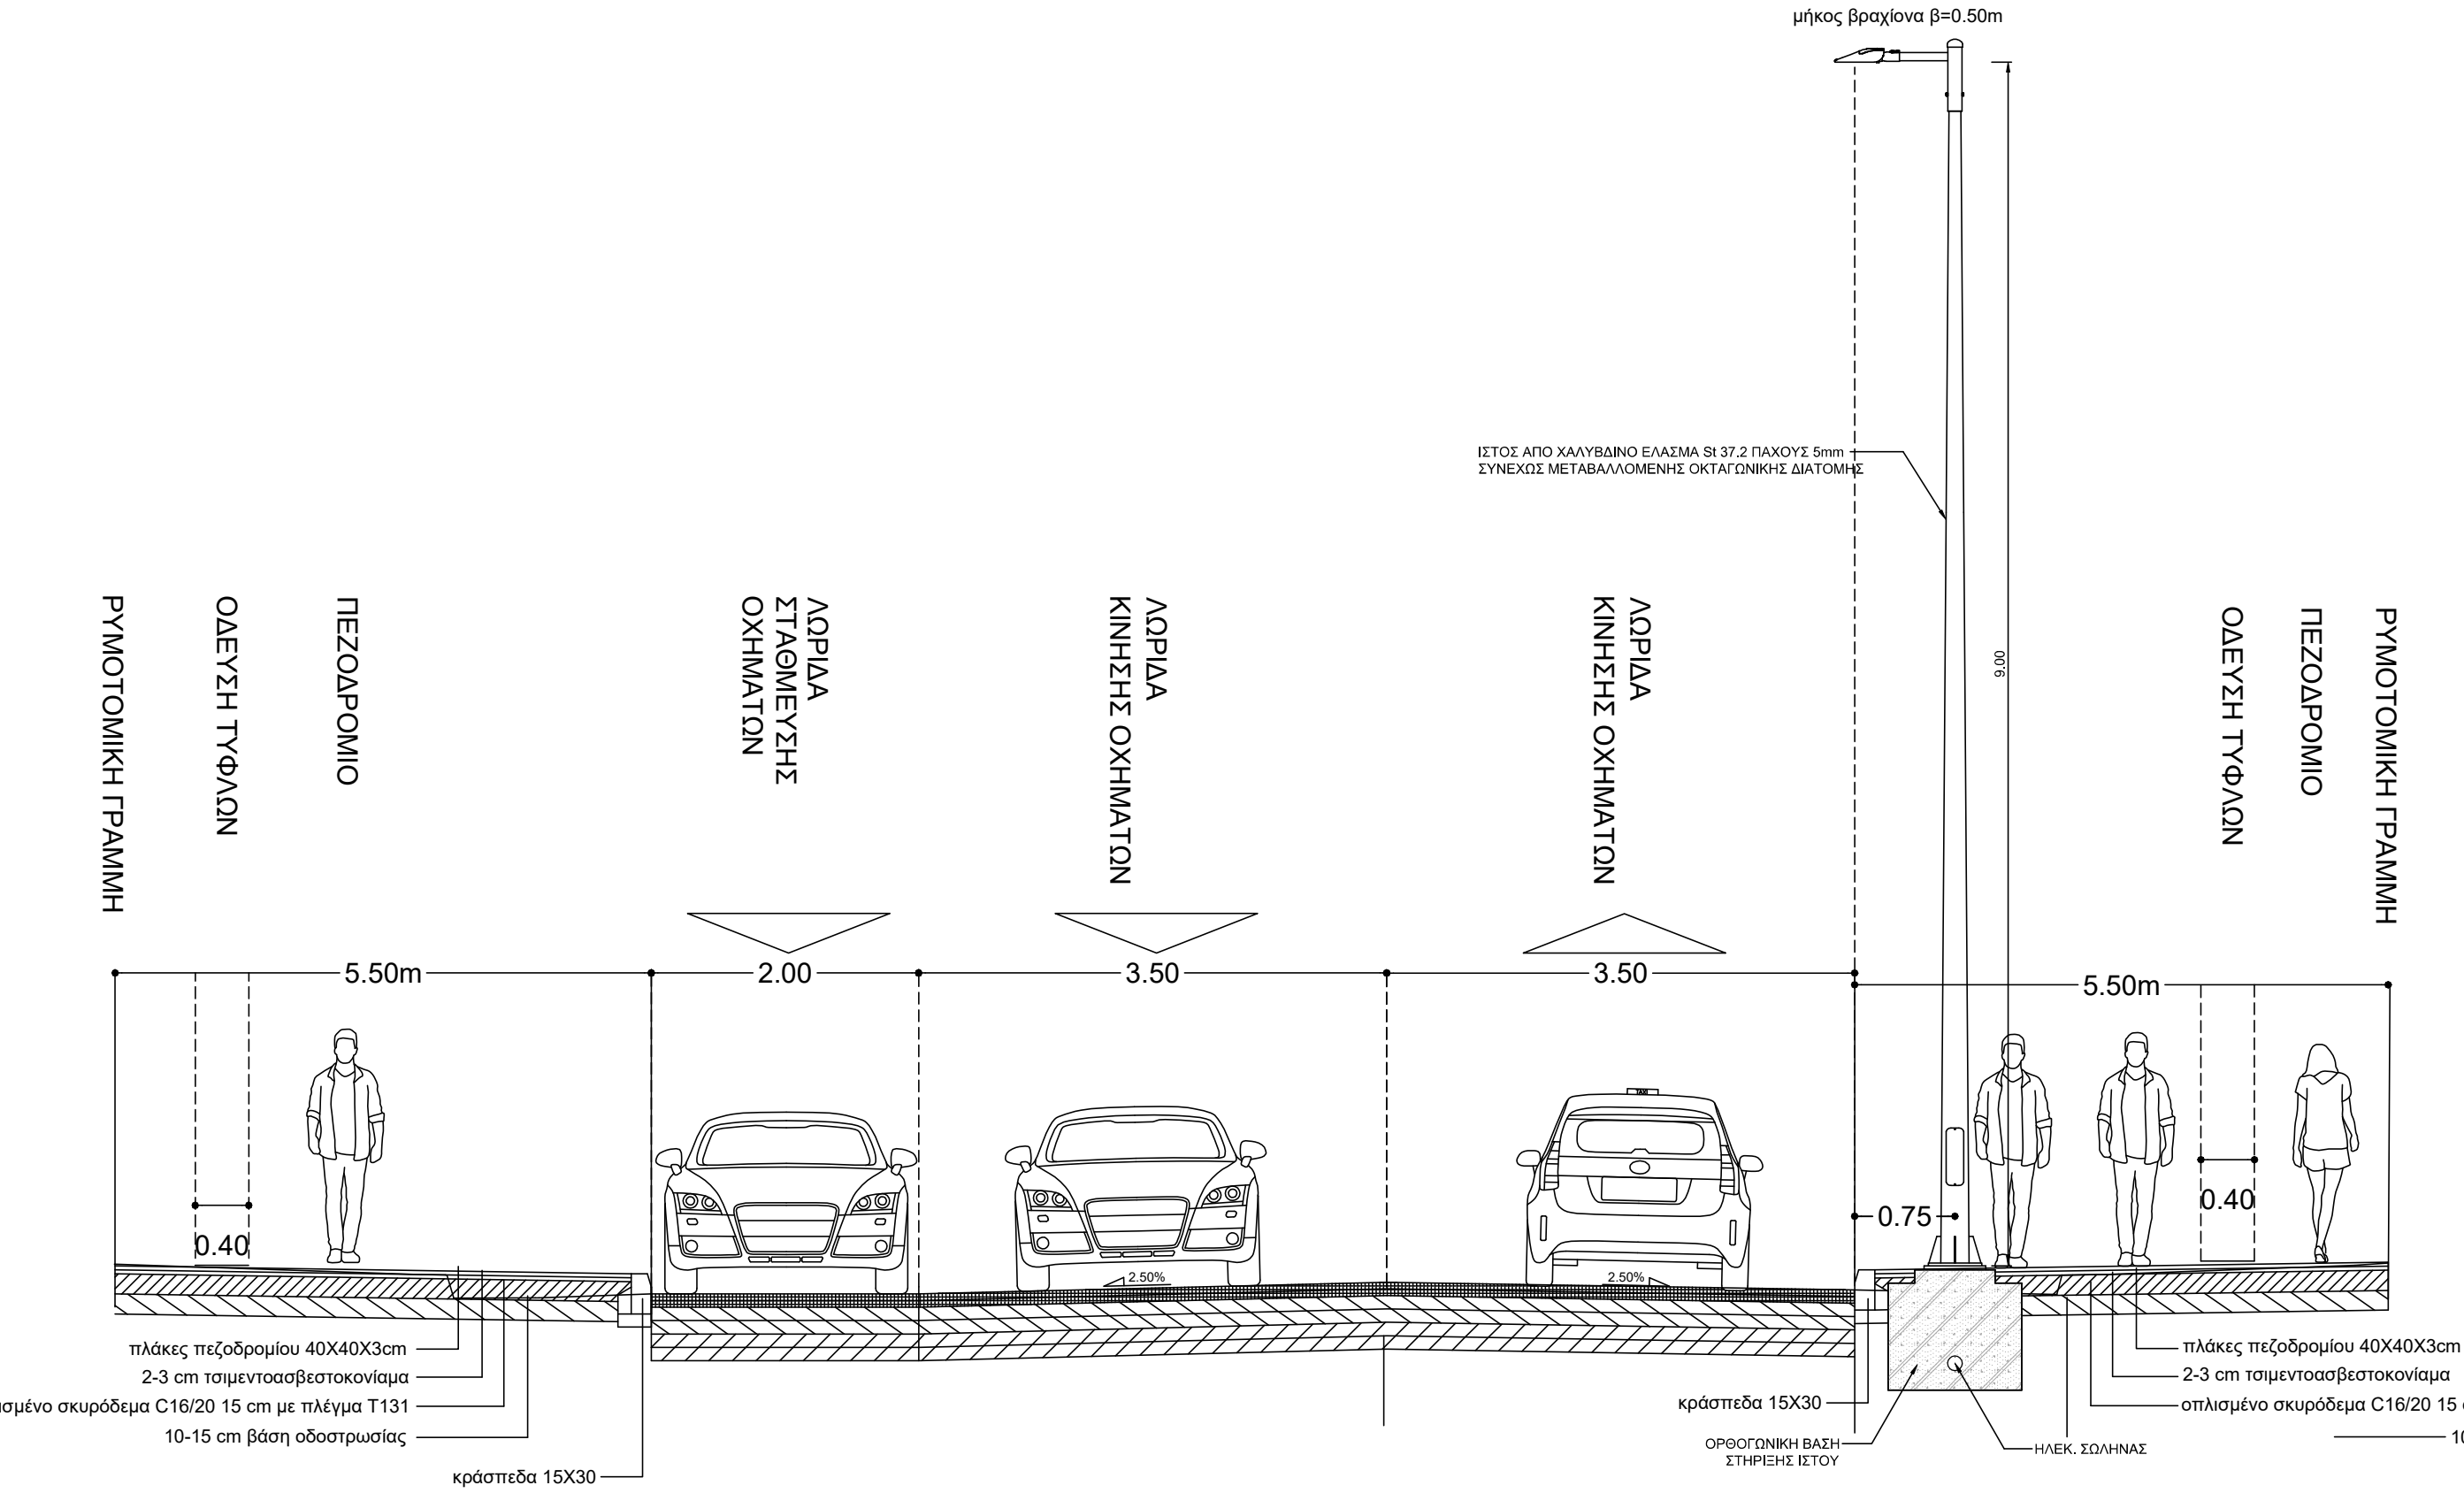 μήκος βραχίονα β=0.50m
ΙΣΤΟΣ ΑΠΟ ΧΑΛΥΒΔΙΝΟ ΕΛΑΣΜΑ St 37.2 ΠΑΧΟΥΣ 5mm
ΣΥΝΕΧΩΣ ΜΕΤΑΒΑΛΛΟΜΕΝΗΣ ΟΚΤΑΓΩΝΙΚΗΣ ΔΙΑΤΟΜΗΣ
9.00
ΡΥΜΟΤΟΜΙΚΗ ΓΡΑΜΜΗ
ΟΔΕΥΣΗ ΤΥΦΛΩΝ
ΠΕΖΟΔΡΟΜΙΟ
ΛΩΡΙΔΑ
ΣΤΑΘΜΕΥΣΗΣ
ΟΧΗΜΑΤΩΝ
ΛΩΡΙΔΑ
ΚΙΝΗΣΗΣ ΟΧΗΜΑΤΩΝ
ΛΩΡΙΔΑ
ΚΙΝΗΣΗΣ ΟΧΗΜΑΤΩΝ
ΟΔΕΥΣΗ ΤΥΦΛΩΝ
ΠΕΖΟΔΡΟΜΙΟ
ΡΥΜΟΤΟΜΙΚΗ ΓΡΑΜΜΗ
5.50m
2.00
3.50
3.50
5.50m
TAXI
0.40
0.75
0.40
2.50%
2.50%
πλάκες πεζοδρομίου 40Χ40Χ3cm
2-3 cm τσιμεντοασβεστοκονίαμα
ισμένο σκυρόδεμα C16/20 15 cm με πλέγμα Τ131
10-15 cm βάση οδοστρωσίας
κράσπεδα 15Χ30
κράσπεδα 15Χ30
ΟΡΘΟΓΩΝΙΚΗ ΒΑΣΗ
ΣΤΗΡΙΞΗΣ ΙΣΤΟΥ
ΗΛΕΚ. ΣΩΛΗΝΑΣ
πλάκες πεζοδρομίου 40Χ40Χ3cm
2-3 cm τσιμεντοασβεστοκονίαμα
οπλισμένο σκυρόδεμα C16/20 15
10